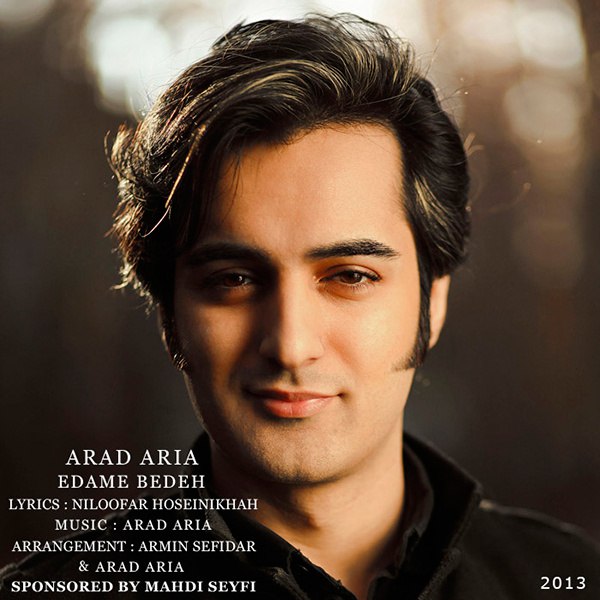 ARAD ARIA
EDAME BEDEH
LYRICS : NILOOFAR HOSEINIKHAH
MUSIC : ARAD ARIA
ARRANGEMENT : ARMIN SEFIDAR
& ARAD ARIA
SPONSORED BY MAHDI SEYFI
2013